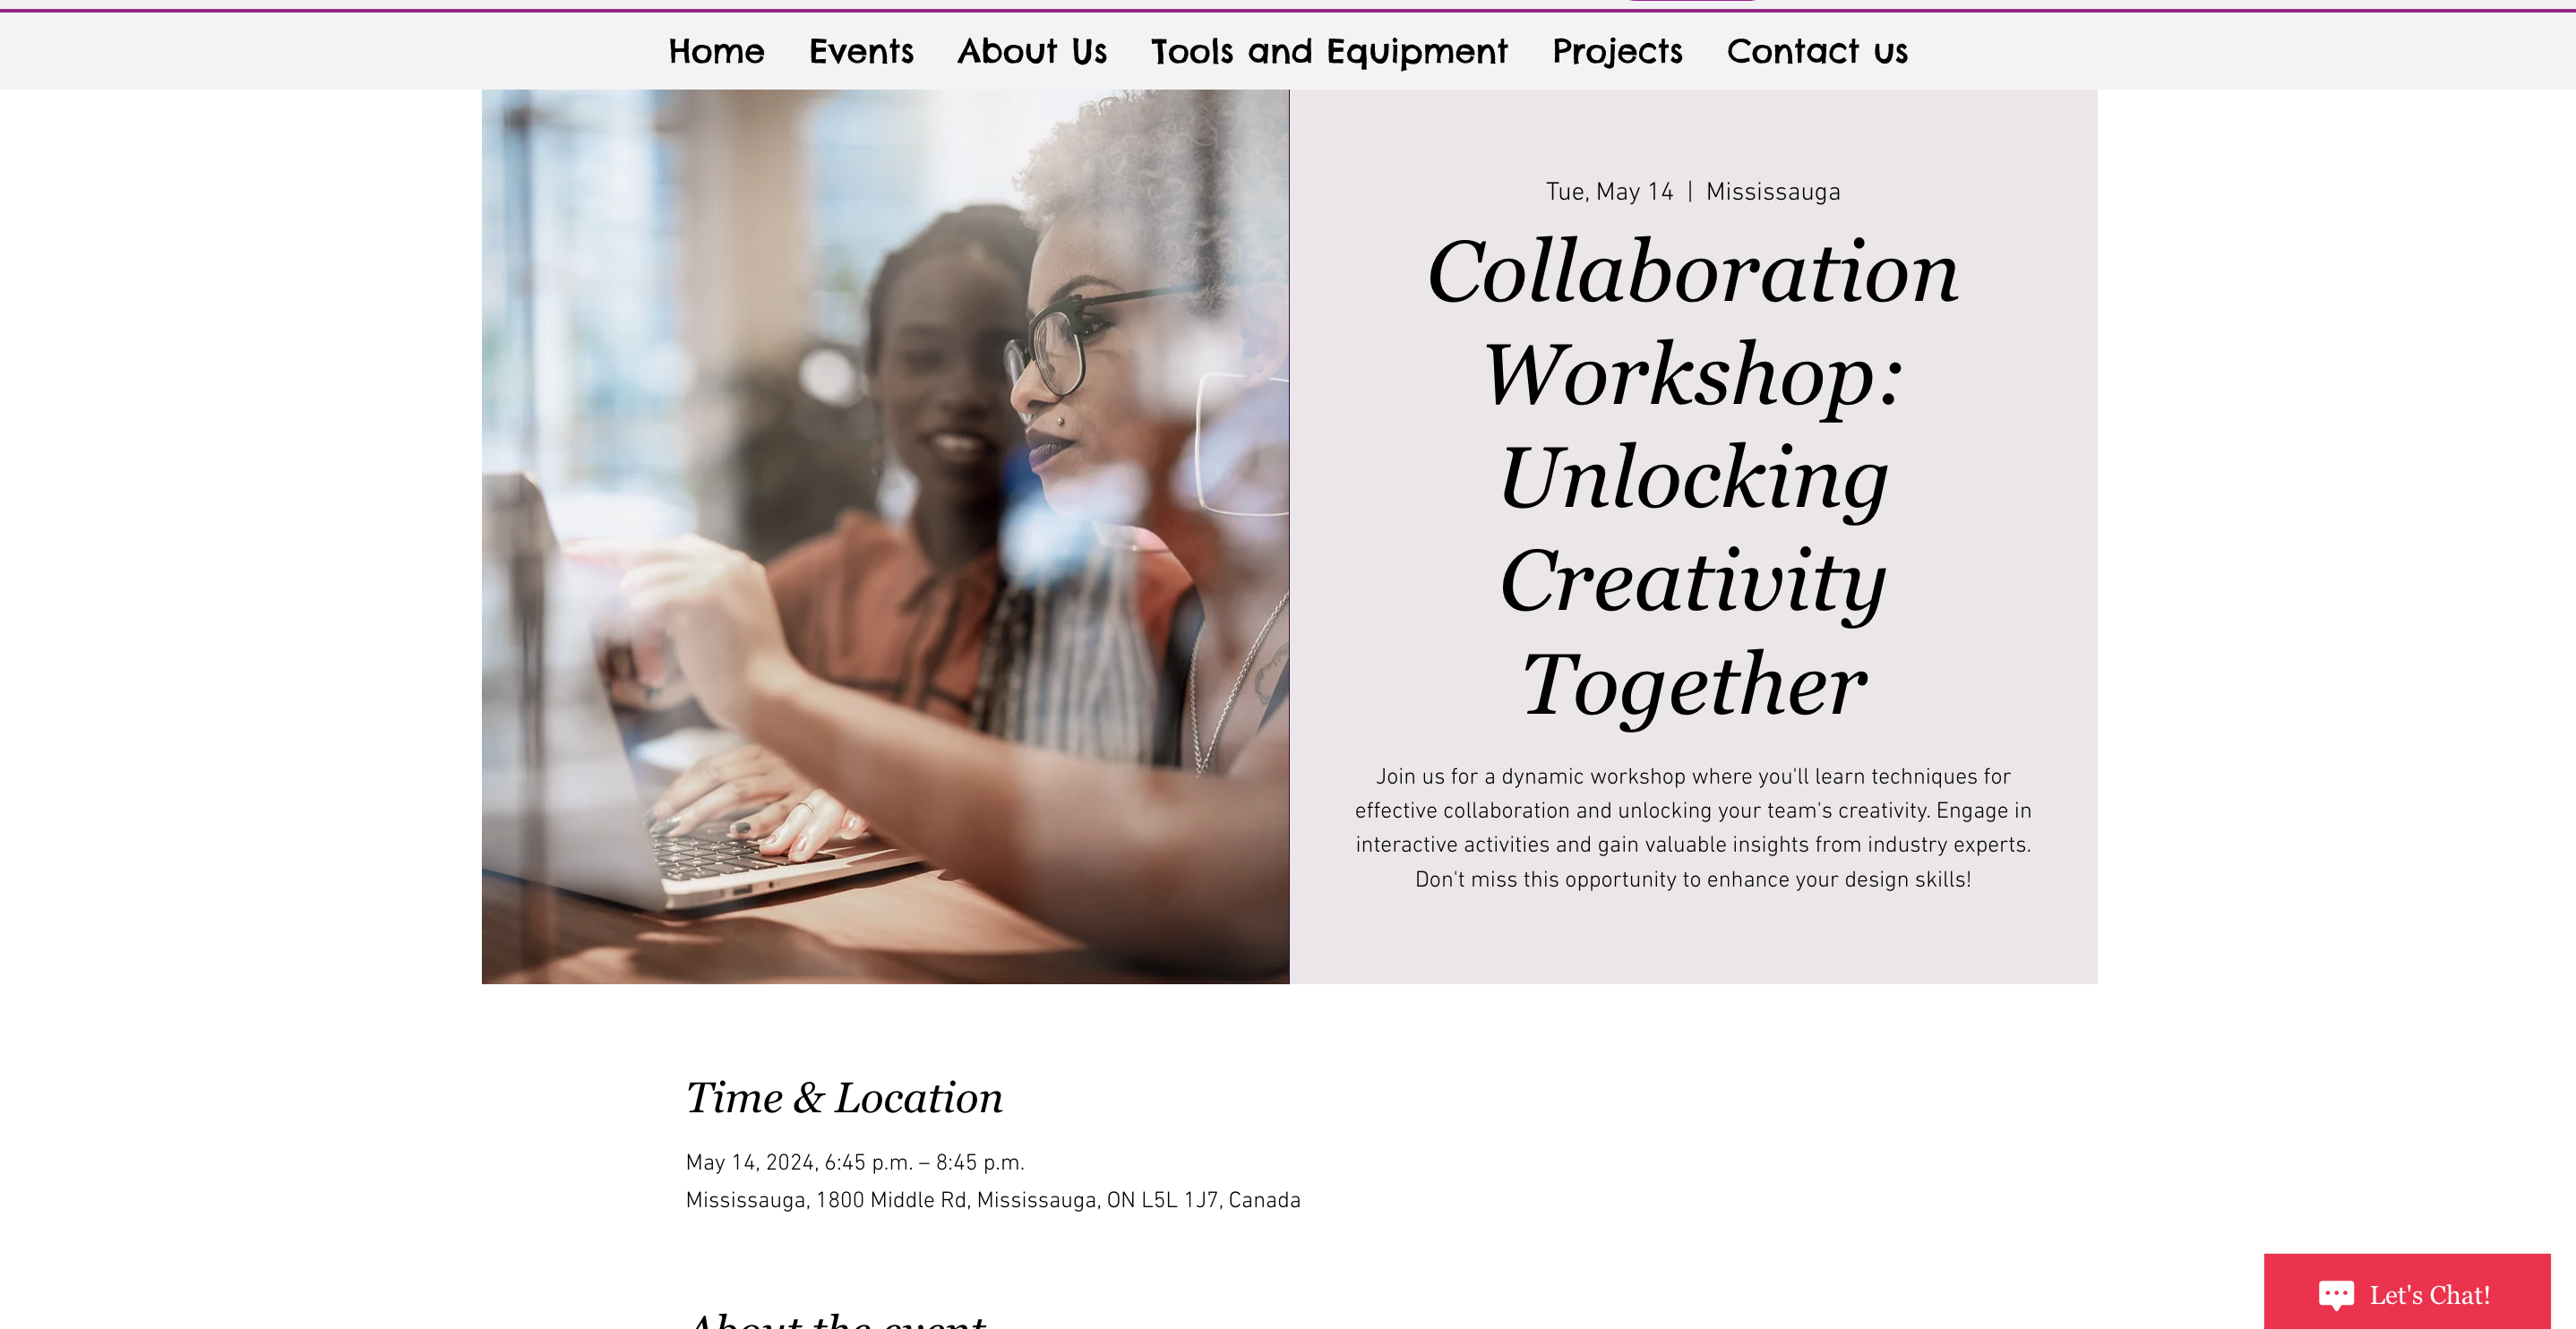 Home Events About Us Tools and Equipment Projects Contact us
Tue, May 14 | Mississauga
Collaboration
Workshop:
Unlocking
Creativity
Together
Join us for a dynamic workshop where you'll learn techniques for
effective collaboration and unlocking your team's creativity. Engage in
interactive activities and gain valuable insights from industry experts.
Don't miss this opportunity to enhance your design skills!
Time & Location
May 14, 2024, 6:45 p.m. – 8:45 p.m.
Mississauga, 1800 Middle Rd, Mississauga, ON L5L 1J7, Canada
About the event
Let's Chat!